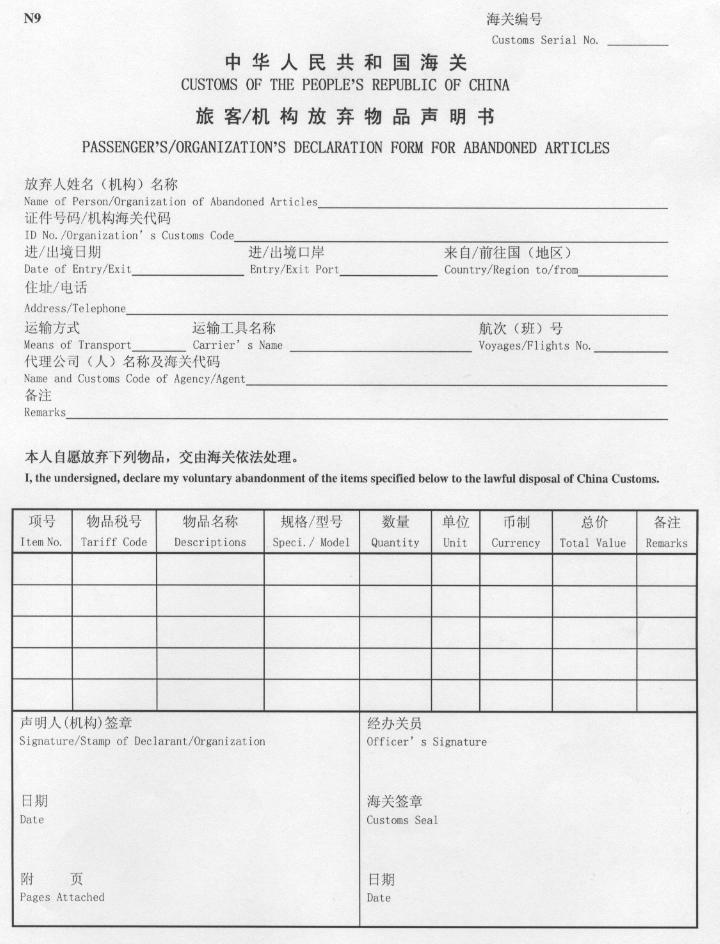 N9
海关编号
Customs Serial No.
中华人民共和国海关
CUSTOMS OF THE PEOPLE'S REPUBLIC OF CHINA
旅客/机构放弃物品声明书
PASSENGER'S/ORGANIZATION'S DECLARATION FORM FOR ABANDONED ARTICLES
放弃人姓名（机构）名称
Name of Person/Organization of Abandoned Articles
证件号码/机构海关代码
ID No./Organization's Customs Code
进/出境日期 进/出境口岸 来自/前往国（地区）
Date of Entry/Exit Entry/Exit Port Country/Region to/from
住址/电话
Address/Telephone
运输方式 运输工具名称 航次（班）号
Means of Transport Carrier's Name Voyages/Flights No.
代理公司（人）名称及海关代码
Name and Customs Code of Agency/Agent
备注
Remarks
本人自愿放弃下列物品，交由海关依法处理。
I, the undersigned, declare my voluntary abandonment of the items specified below to the lawful disposal of China Customs.
项号 物品税号 物品名称 规格/型号 数量 单位 币制 总价 备注
Item No. Tariff Code Descriptions Speci./ Model Quantity Unit Currency Total Value Remarks
声明人(机构)签章
Signature/Stamp of Declarant/Organization
日期
Date
附 页
Pages Attached
经办关员
Officer's Signature
海关签章
Customs Seal
日期
Date